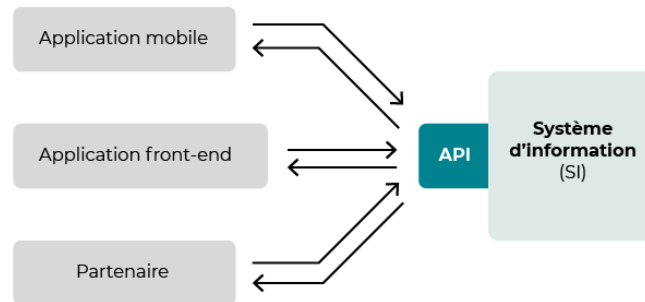 Application mobile
Application front-end
Partenaire
API
Système
d'information
(SI)